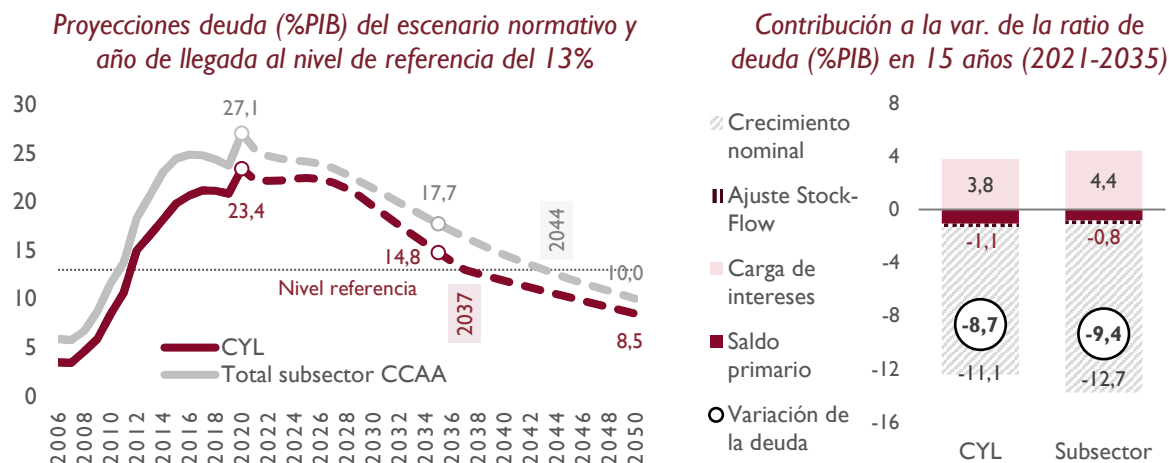 Proyecciones deuda (%PIB) del escenario normativo y
año de llegada al nivel de referencia del 13%
30
25
20
15
10
5
0
27,1
23,4
17,7
14,8
2044
2037
10,0
8,5
Nivel referencia
CYL
Total subsector CCAA
2006
2008
2010
2012
2014
2016
2018
2020
2022
2024
2026
2028
2030
2032
2034
2036
2038
2040
2042
2044
2046
2048
2050
Contribución a la var. de la ratio de
deuda (%PIB) en 15 años (2021-2035)
Crecimiento
nominal
Ajuste Stock-
Flow
Carga de
intereses
Saldo
primario
Variación de
la deuda
8
4
0
-4
-8
-12
-16
3,8
4,4
-1,1
-0,8
-8,7
-9,4
-11,1
-12,7
CYL
Subsector